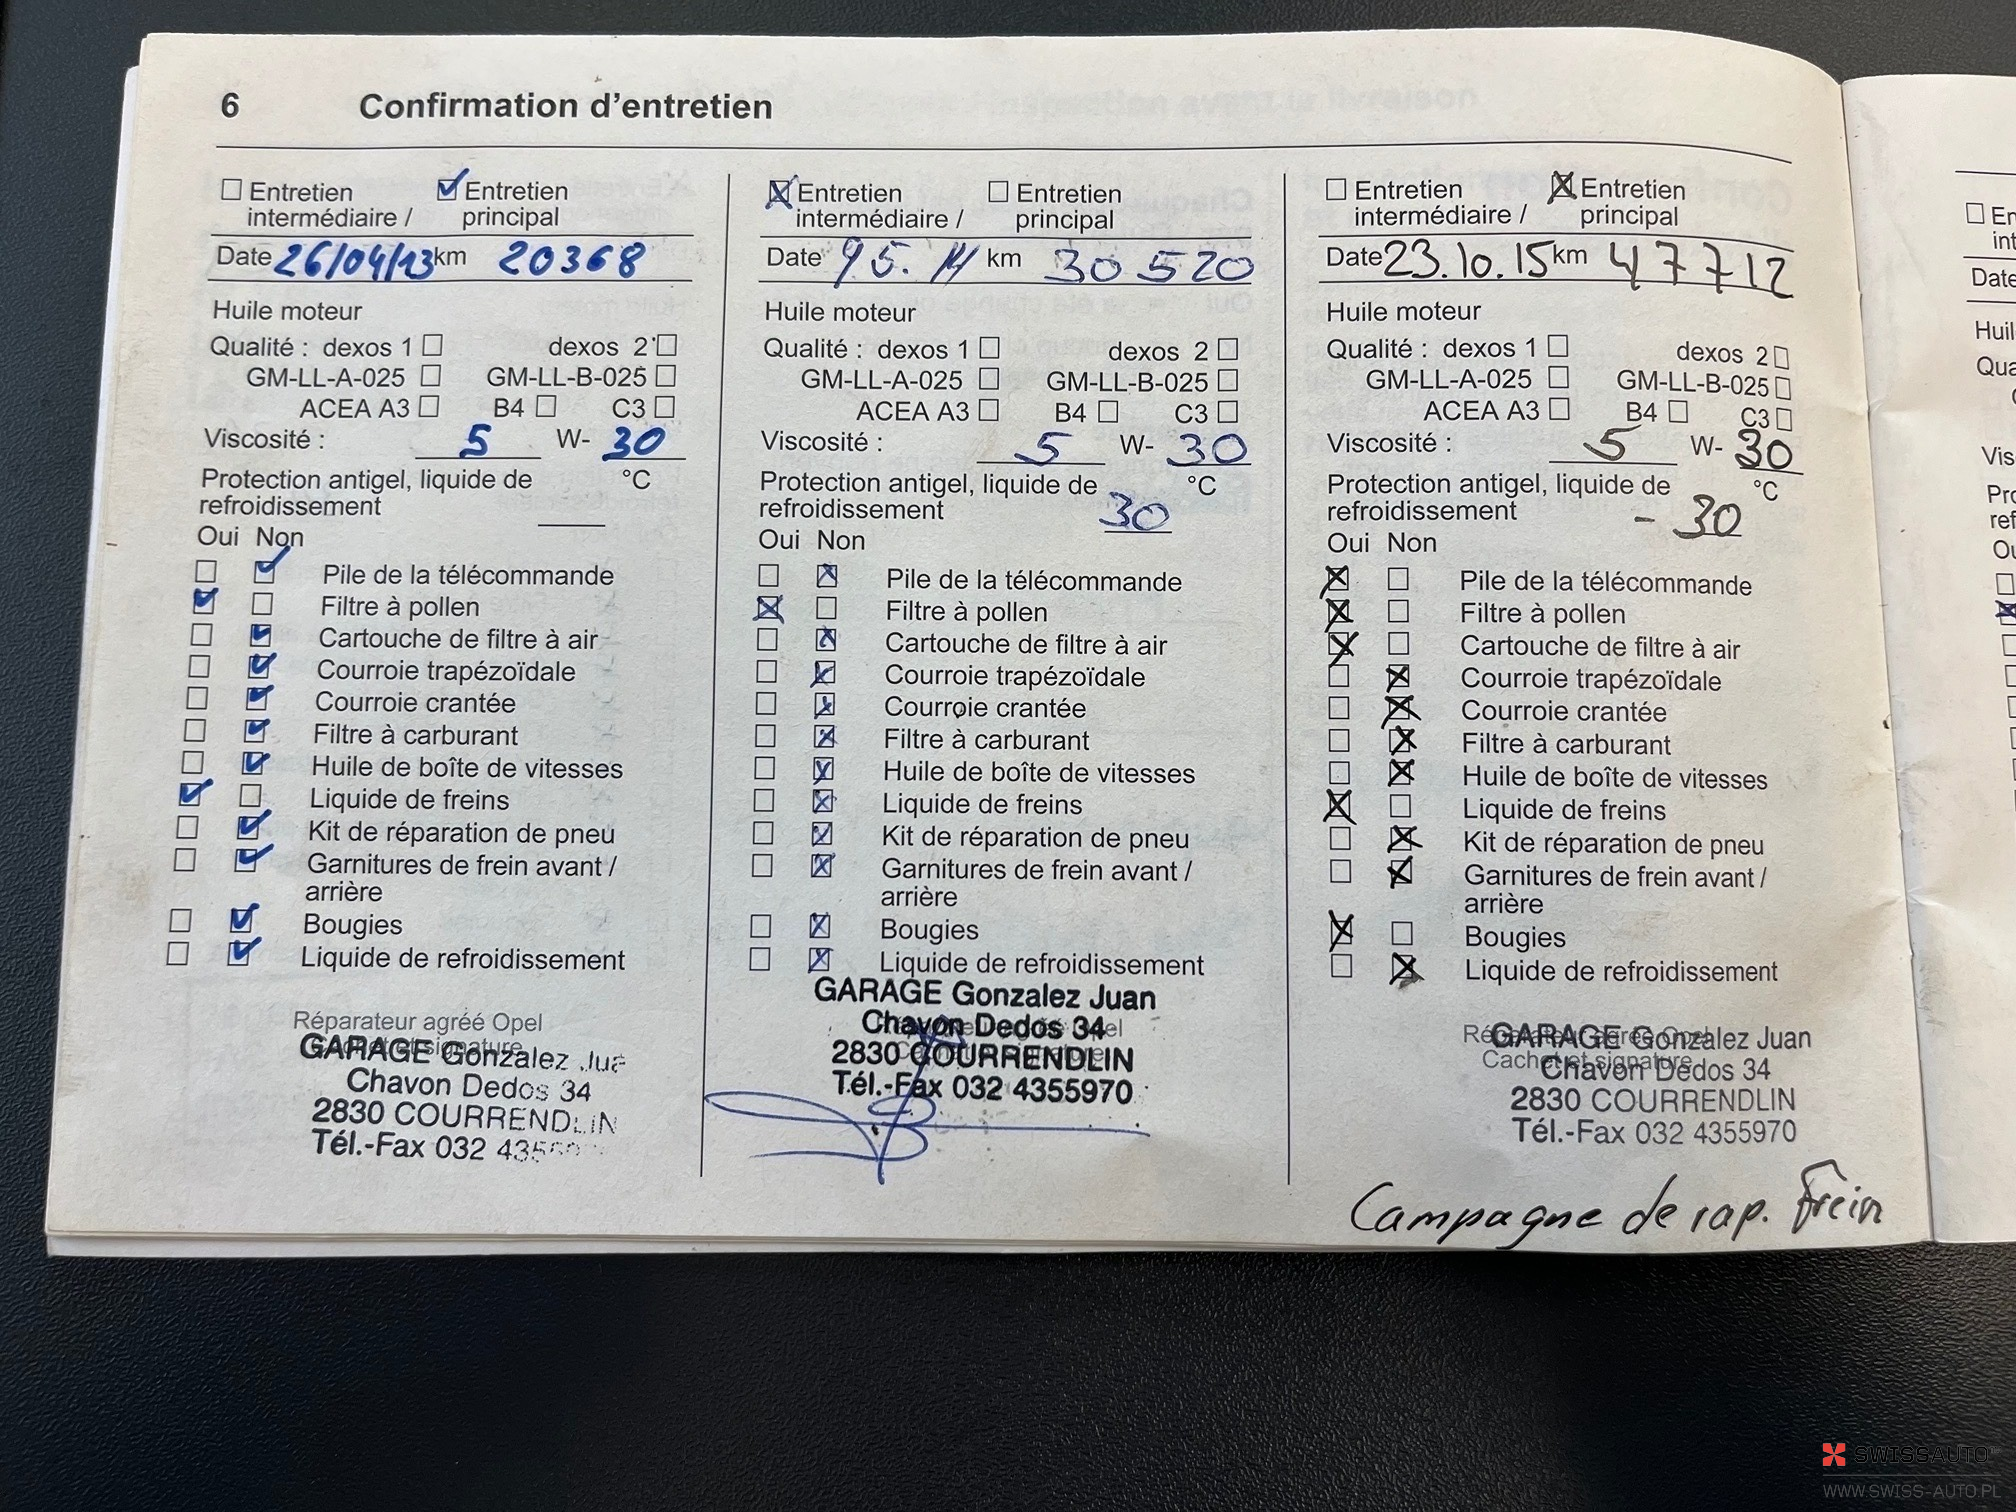 6 Confirmation d'entretien
Entretien intermédiaire / Entretien principal
Date 26/04/13 km 20368
Huile moteur
Qualité : dexos 1 dexos 2
GM-LL-A-025 GM-LL-B-025
ACEA A3 B4 C3
Viscosité : 5 W- 30
Protection antigel, liquide de °C
refroidissement
Oui Non
Pile de la télécommande
Filtre à pollen
Cartouche de filtre à air
Courroie trapézoïdale
Courroie crantée
Filtre à carburant
Huile de boîte de vitesses
Liquide de freins
Kit de réparation de pneu
Garnitures de frein avant /
arrière
Bougies
Liquide de refroidissement
Réparateur agréé Opel
Cachet et signature
GARAGE Gonzalez Jua
Chavon Dedos 34
2830 COURRENDLIN
Tél.-Fax 032 4355970
Entretien intermédiaire / Entretien principal
Date 95.14 km 30520
Huile moteur
Qualité : dexos 1 dexos 2
GM-LL-A-025 GM-LL-B-025
ACEA A3 B4 C3
Viscosité : 5 W- 30
Protection antigel, liquide de °C
refroidissement 30
Oui Non
Pile de la télécommande
Filtre à pollen
Cartouche de filtre à air
Courroie trapézoïdale
Courroie crantée
Filtre à carburant
Huile de boîte de vitesses
Liquide de freins
Kit de réparation de pneu
Garnitures de frein avant /
arrière
Bougies
Liquide de refroidissement
GARAGE Gonzalez Juan
Chavon Dedos 34
2830 COURRENDLIN
Tél.-Fax 032 4355970
Entretien intermédiaire / Entretien principal
Date 23.10.15 km 47712
Huile moteur
Qualité : dexos 1 dexos 2
GM-LL-A-025 GM-LL-B-025
ACEA A3 B4 C3
Viscosité : 5 W- 30
Protection antigel, liquide de °C
refroidissement - 30
Oui Non
Pile de la télécommande
Filtre à pollen
Cartouche de filtre à air
Courroie trapézoïdale
Courroie crantée
Filtre à carburant
Huile de boîte de vitesses
Liquide de freins
Kit de réparation de pneu
Garnitures de frein avant /
arrière
Bougies
Liquide de refroidissement
Réparateur agréé Opel
Cachet et signature
GARAGE Gonzalez Juan
Chavon Dedos 34
2830 COURRENDLIN
Tél.-Fax 032 4355970
Campagne de rap. Frein
SWISSAUTO
WWW.SWISS-AUTO.PL